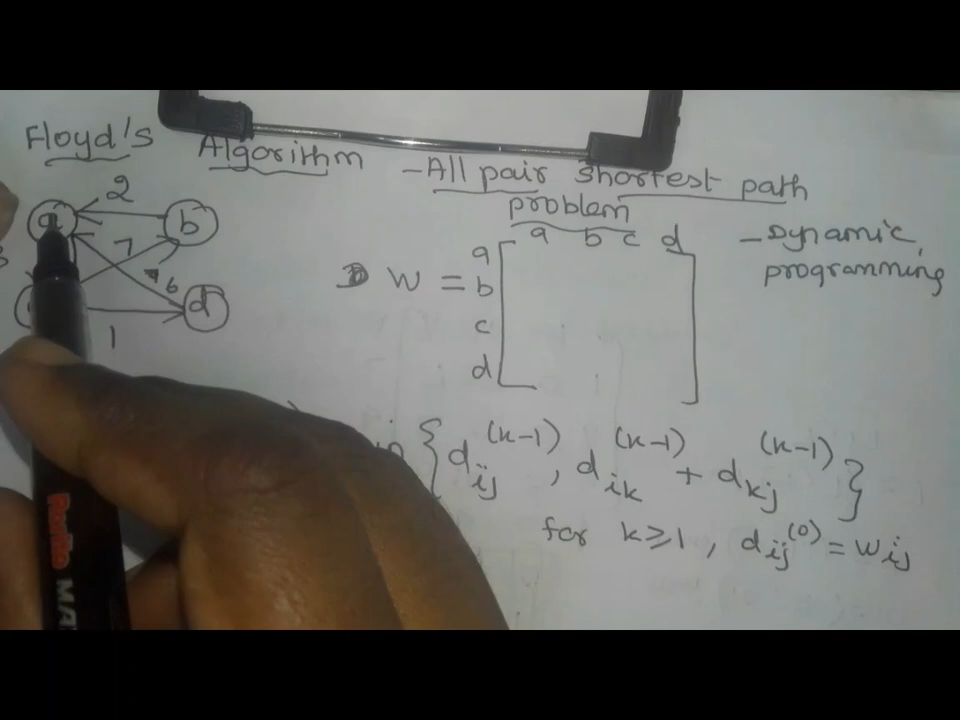 Floyd's Algorithm - All pair shortest path
problem
- Dynamic
programming
2
a b
7
6
d
1
a b c d
W =
a
b
c
d
{ d ij (k-1) , d ik (k-1) + d kj (k-1) }
for k ≥ 1 , d ij (0) = w ij